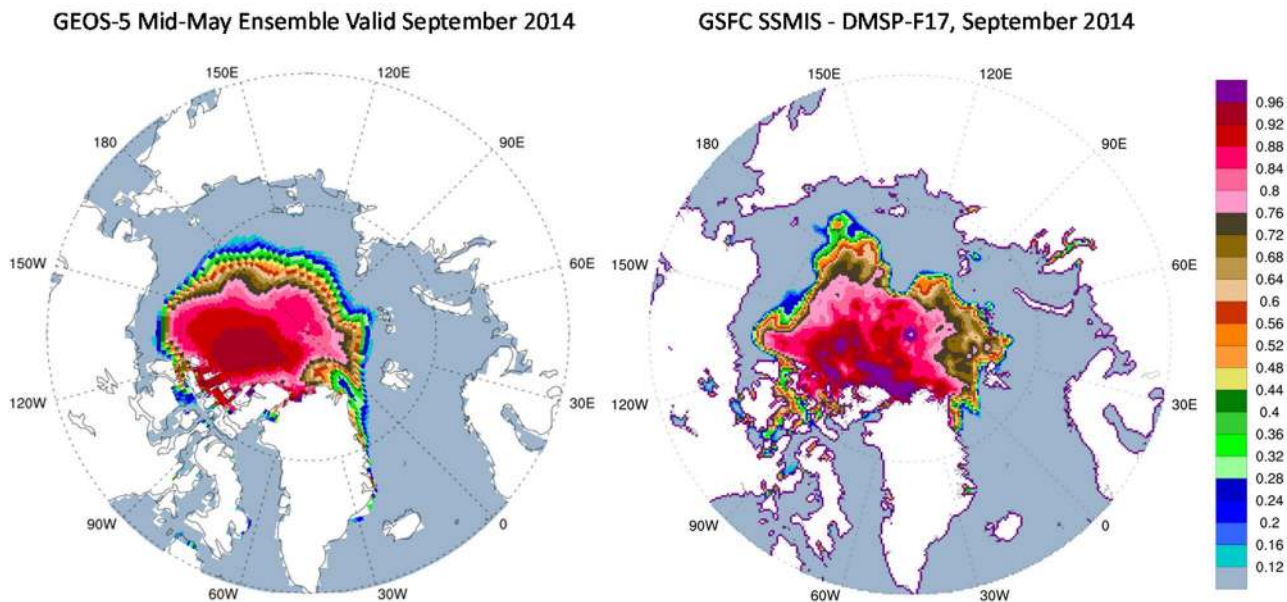 GEOS-5 Mid-May Ensemble Valid September 2014
GSFC SSMIS - DMSP-F17, September 2014
150E
120E
180
90E
150W
60E
120W
30E
90W
0
60W
30W
150E
120E
180
90E
150W
60E
120W
30E
90W
0
60W
30W
0.96
0.92
0.88
0.84
0.8
0.76
0.72
0.68
0.64
0.6
0.56
0.52
0.48
0.44
0.4
0.36
0.32
0.28
0.24
0.2
0.16
0.12